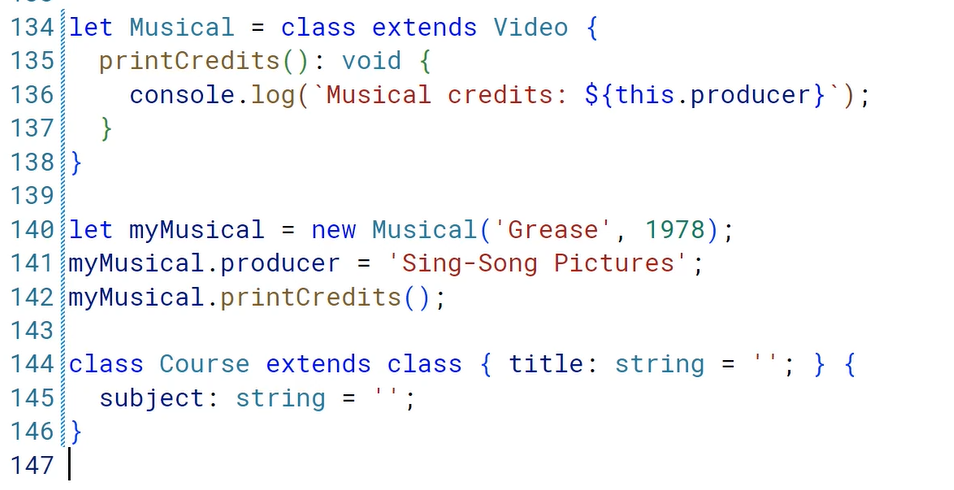 134 let Musical = class extends Video {
135   printCredits(): void {
136     console.log(`Musical credits: ${this.producer}`);
137   }
138 }
139
140 let myMusical = new Musical('Grease', 1978);
141 myMusical.producer = 'Sing-Song Pictures';
142 myMusical.printCredits();
143
144 class Course extends class { title: string = ''; } {
145   subject: string = '';
146 }
147